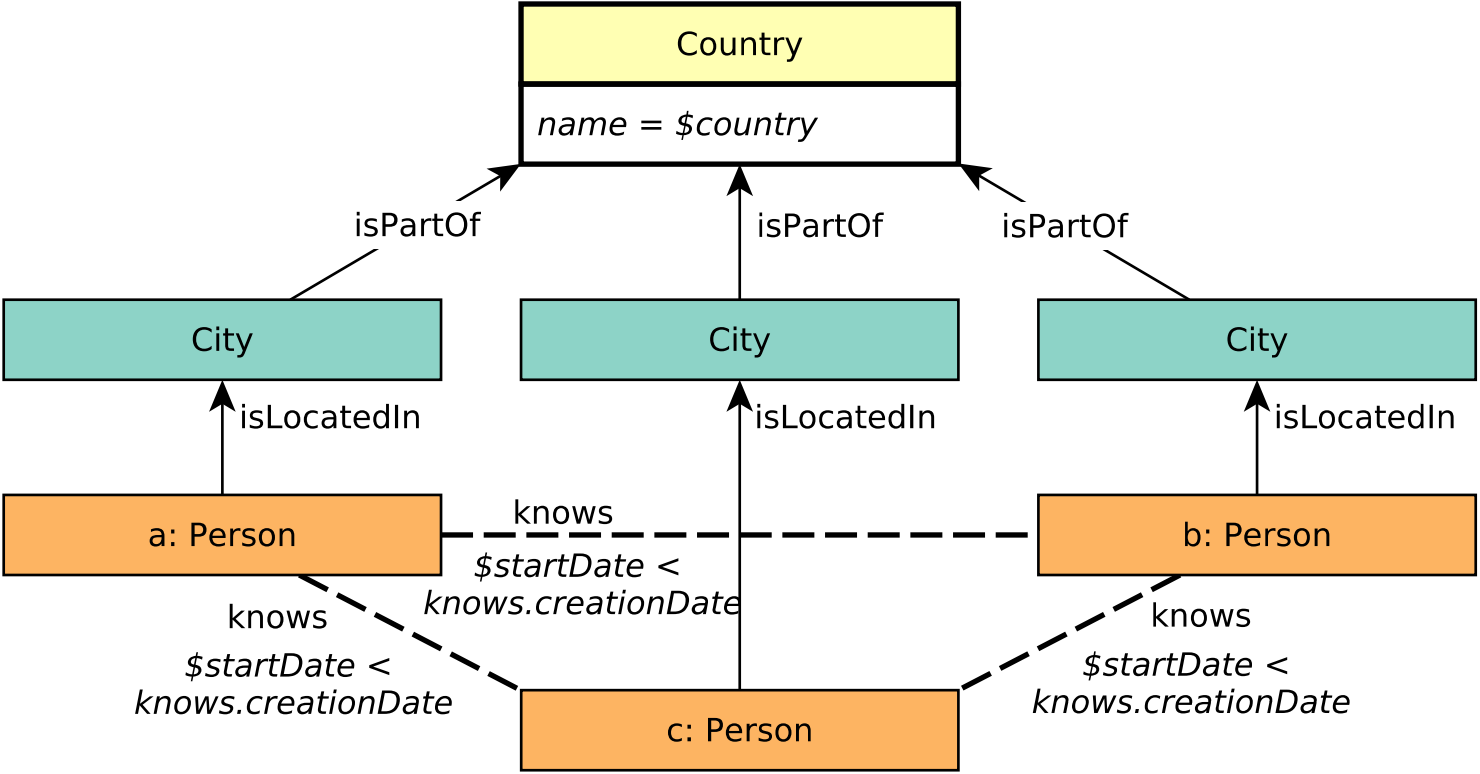 Country
name = $country
isPartOf
isPartOf
isPartOf
City
City
City
isLocatedIn
isLocatedIn
isLocatedIn
a: Person
knows
b: Person
$startDate <
knows.creationDate
knows
$startDate <
knows.creationDate
knows
$startDate <
knows.creationDate
c: Person